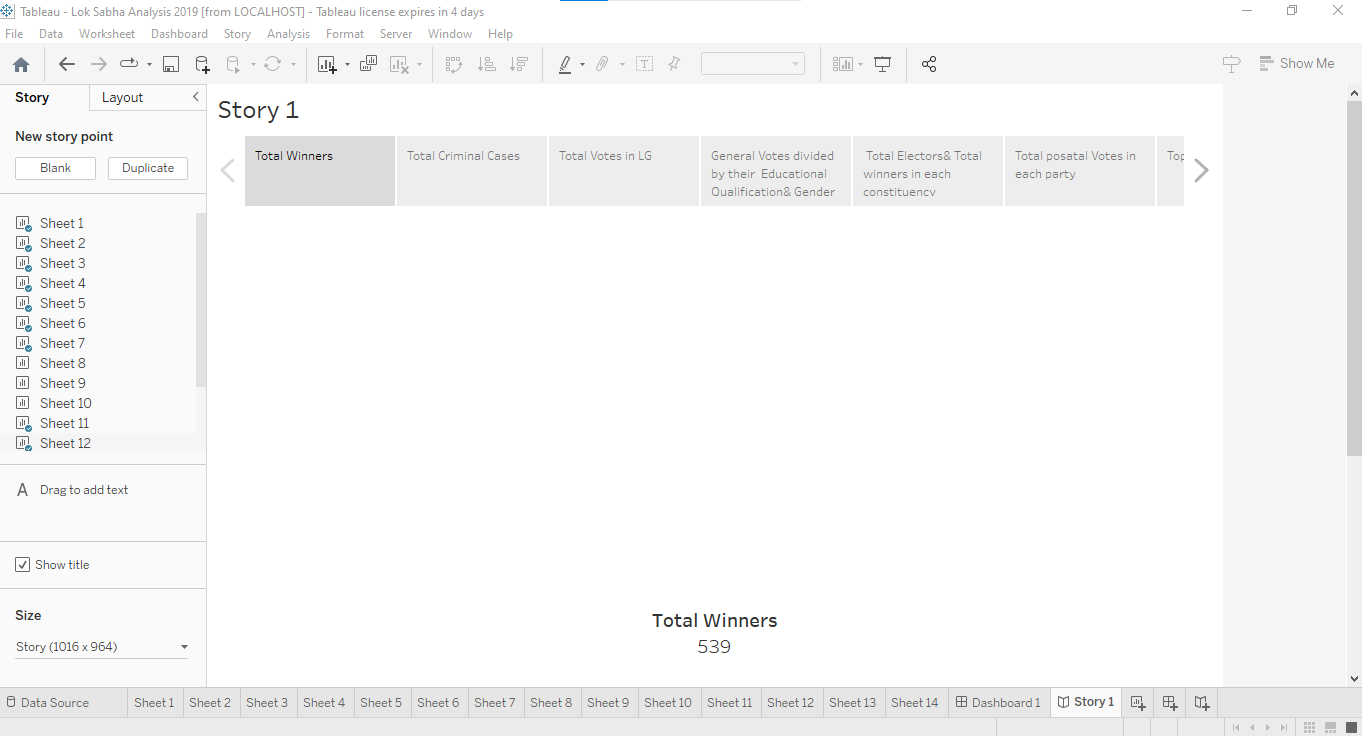 Tableau - Lok Sabha Analysis 2019 [from LOCALHOST] - Tableau license expires in 4 days
File Data Worksheet Dashboard Story Analysis Format Server Window Help
Show Me
Story Layout
New story point
Blank Duplicate
Sheet 1
Sheet 2
Sheet 3
Sheet 4
Sheet 5
Sheet 6
Sheet 7
Sheet 8
Sheet 9
Sheet 10
Sheet 11
Sheet 12
A Drag to add text
Show title
Size
Story (1016 x 964)
Story 1
Total Winners
Total Criminal Cases
Total Votes in LG
General Votes divided
by their Educational
Qualification& Gender
Total Electors& Total
winners in each
constituency
Total posatal Votes in
each party
Top
Total Winners
539
Data Source Sheet 1 Sheet 2 Sheet 3 Sheet 4 Sheet 5 Sheet 6 Sheet 7 Sheet 8 Sheet 9 Sheet 10 Sheet 11 Sheet 12 Sheet 13 Sheet 14 Dashboard 1 Story 1